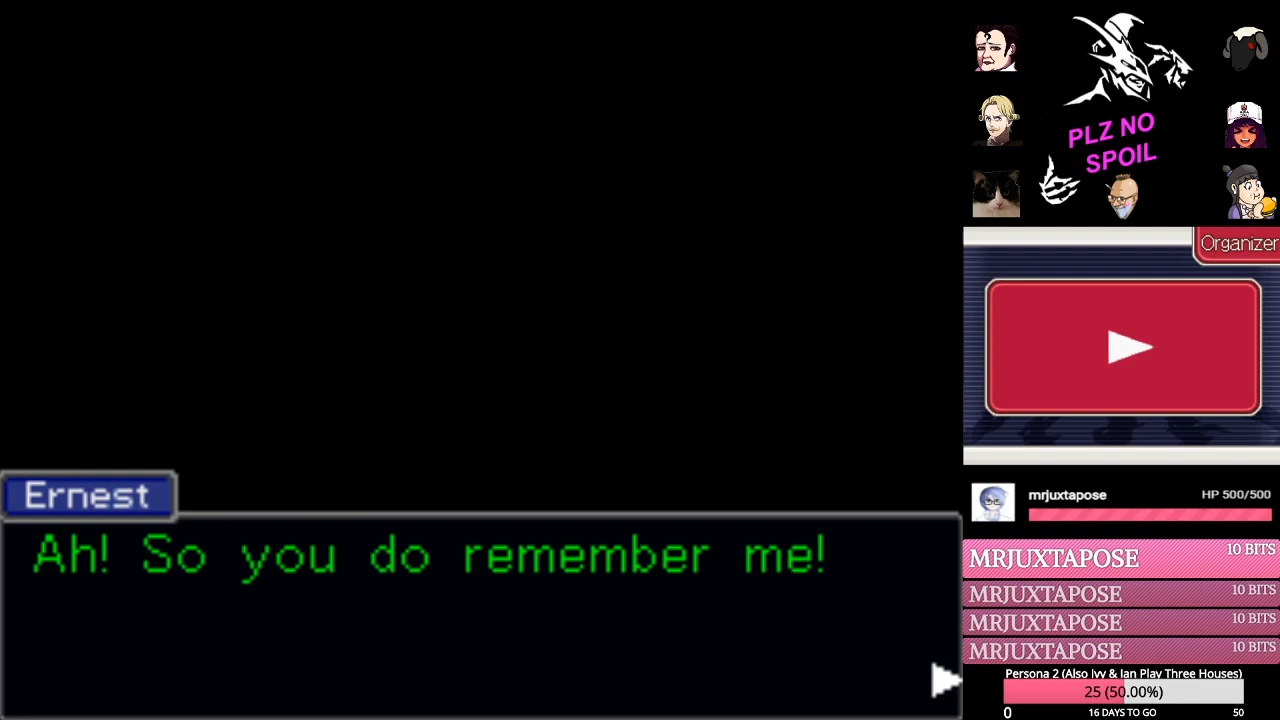 PLZ NO
SPOIL
Organizer
mrjuxtapose HP 500/500
MRJUXTAPOSE 10 BITS
MRJUXTAPOSE 10 BITS
MRJUXTAPOSE 10 BITS
MRJUXTAPOSE 10 BITS
Persona 2 (Also Ivy & Ian Play Three Houses)
25 (50.00%)
0 16 DAYS TO GO 50
Ernest
Ah! So you do remember me!